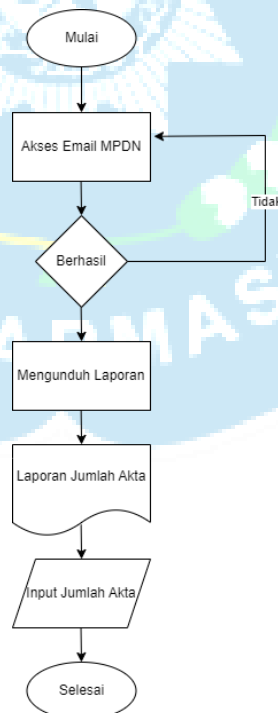 Mulai
Akses Email MPDN
Tidak
Berhasil
Mengunduh Laporan
Laporan Jumlah Akta
Input Jumlah Akta
Selesai